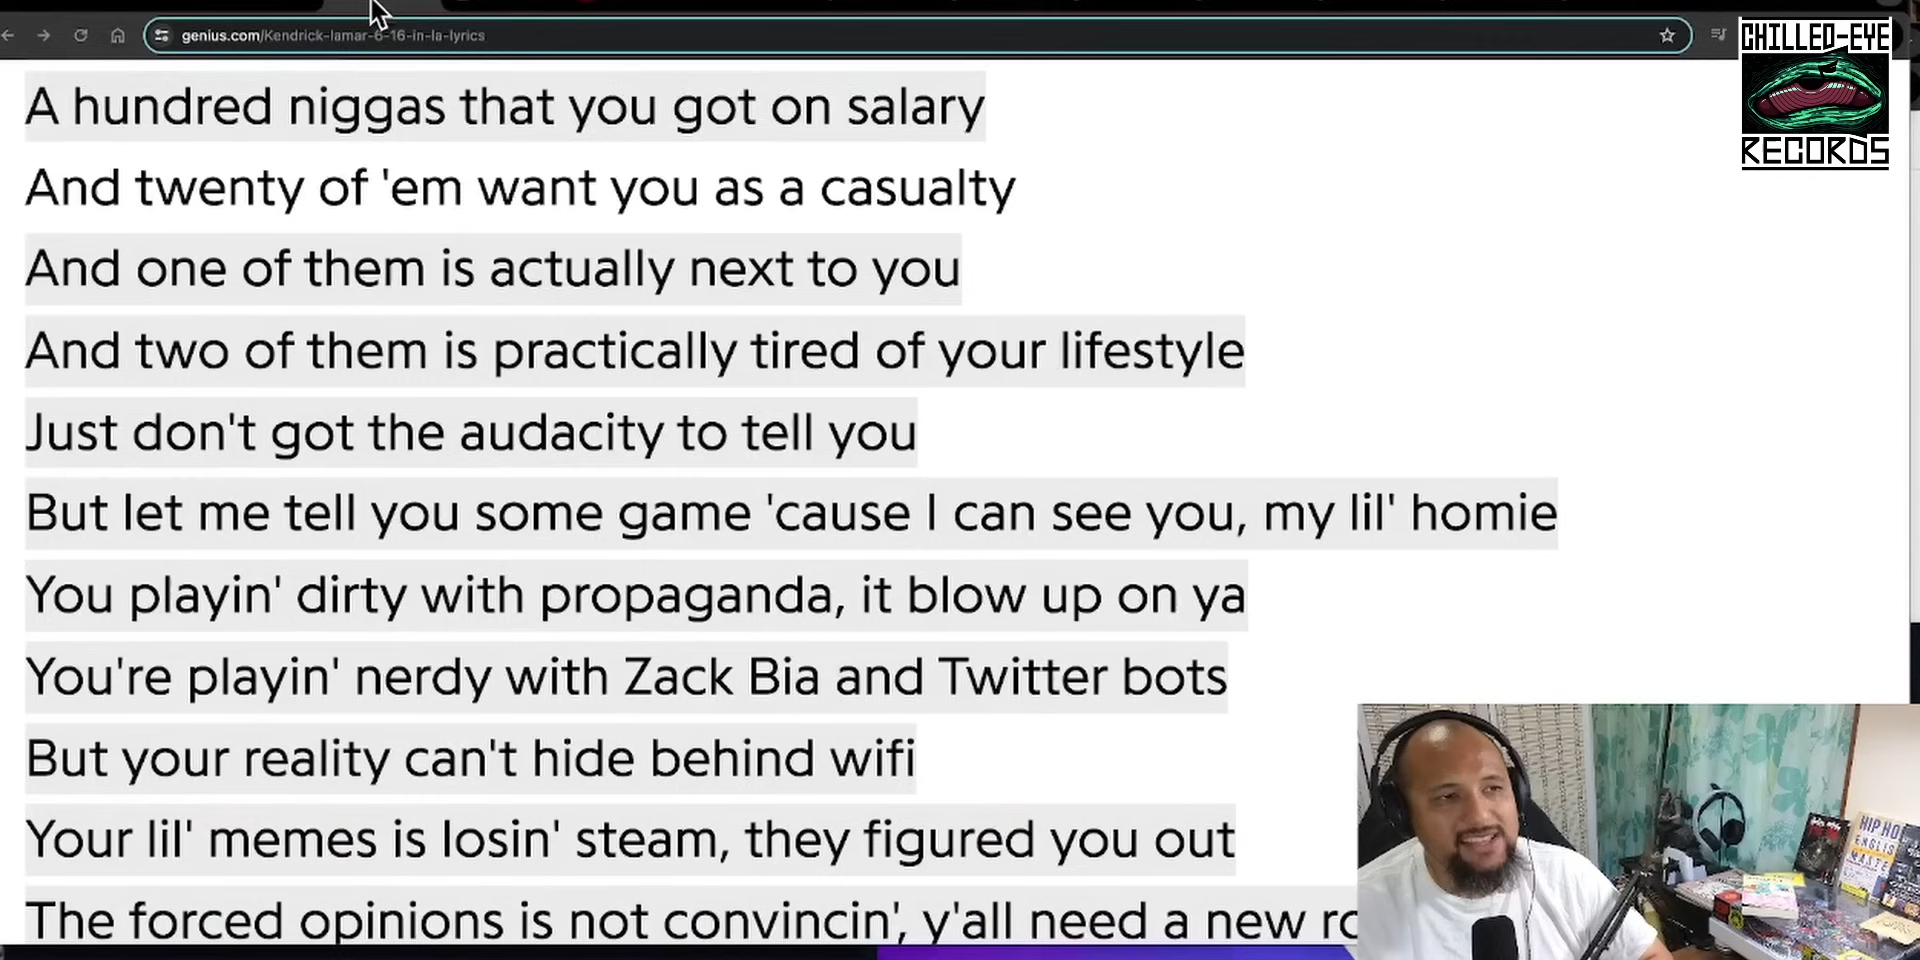 genius.com/Kendrick-lamar-6-16-in-la-lyrics
CHILLED-EYE
RECORDS
A hundred niggas that you got on salary
And twenty of 'em want you as a casualty
And one of them is actually next to you
And two of them is practically tired of your lifestyle
Just don't got the audacity to tell you
But let me tell you some game 'cause I can see you, my lil' homie
You playin' dirty with propaganda, it blow up on ya
You're playin' nerdy with Zack Bia and Twitter bots
But your reality can't hide behind wifi
Your lil' memes is losin' steam, they figured you out
The forced opinions is not convincin', y'all need a new
HIP HO
ENGLIS